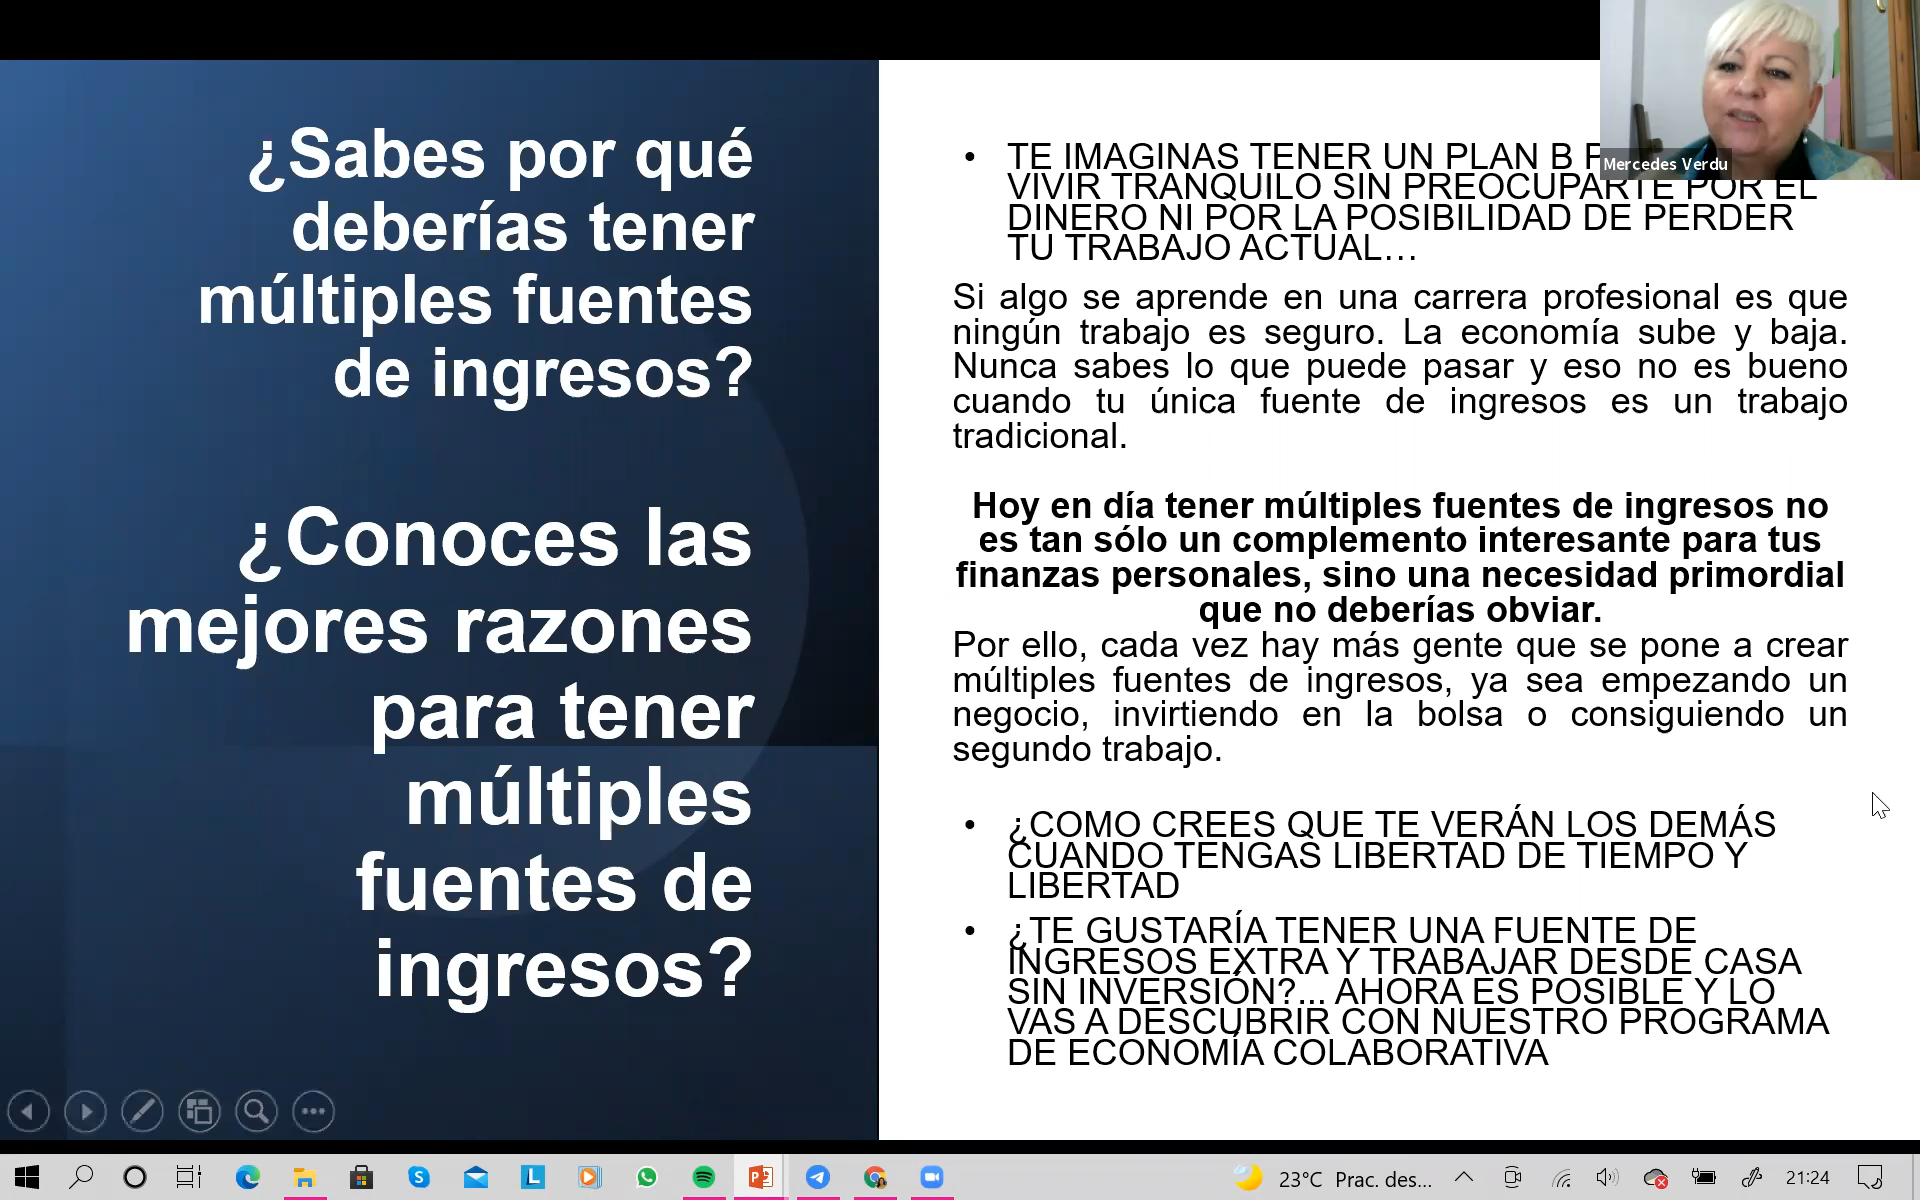 ¿Sabes por qué
deberías tener
múltiples fuentes
de ingresos?
¿Conoces las
mejores razones
para tener
múltiples
fuentes de
ingresos?
• TE IMAGINAS TENER UN PLAN B
VIVIR TRANQUILO SIN PREOCUPARTE POR EL
DINERO NI POR LA POSIBILIDAD DE PERDER
TU TRABAJO ACTUAL…
Si algo se aprende en una carrera profesional es que
ningún trabajo es seguro. La economía sube y baja.
Nunca sabes lo que puede pasar y eso no es bueno
cuando tu única fuente de ingresos es un trabajo
tradicional.
Hoy en día tener múltiples fuentes de ingresos no
es tan sólo un complemento interesante para tus
finanzas personales, sino una necesidad primordial
que no deberías obviar.
Por ello, cada vez hay más gente que se pone a crear
múltiples fuentes de ingresos, ya sea empezando un
negocio, invirtiendo en la bolsa o consiguiendo un
segundo trabajo.
• ¿COMO CREES QUE TE VERÁN LOS DEMÁS
CUANDO TENGAS LIBERTAD DE TIEMPO Y
LIBERTAD
• ¿TE GUSTARÍA TENER UNA FUENTE DE
INGRESOS EXTRA Y TRABAJAR DESDE CASA
SIN INVERSIÓN?... AHORA ES POSIBLE Y LO
VAS A DESCUBRIR CON NUESTRO PROGRAMA
DE ECONOMÍA COLABORATIVA
Mercedes Verdu
23°C Prac. des... 21:24